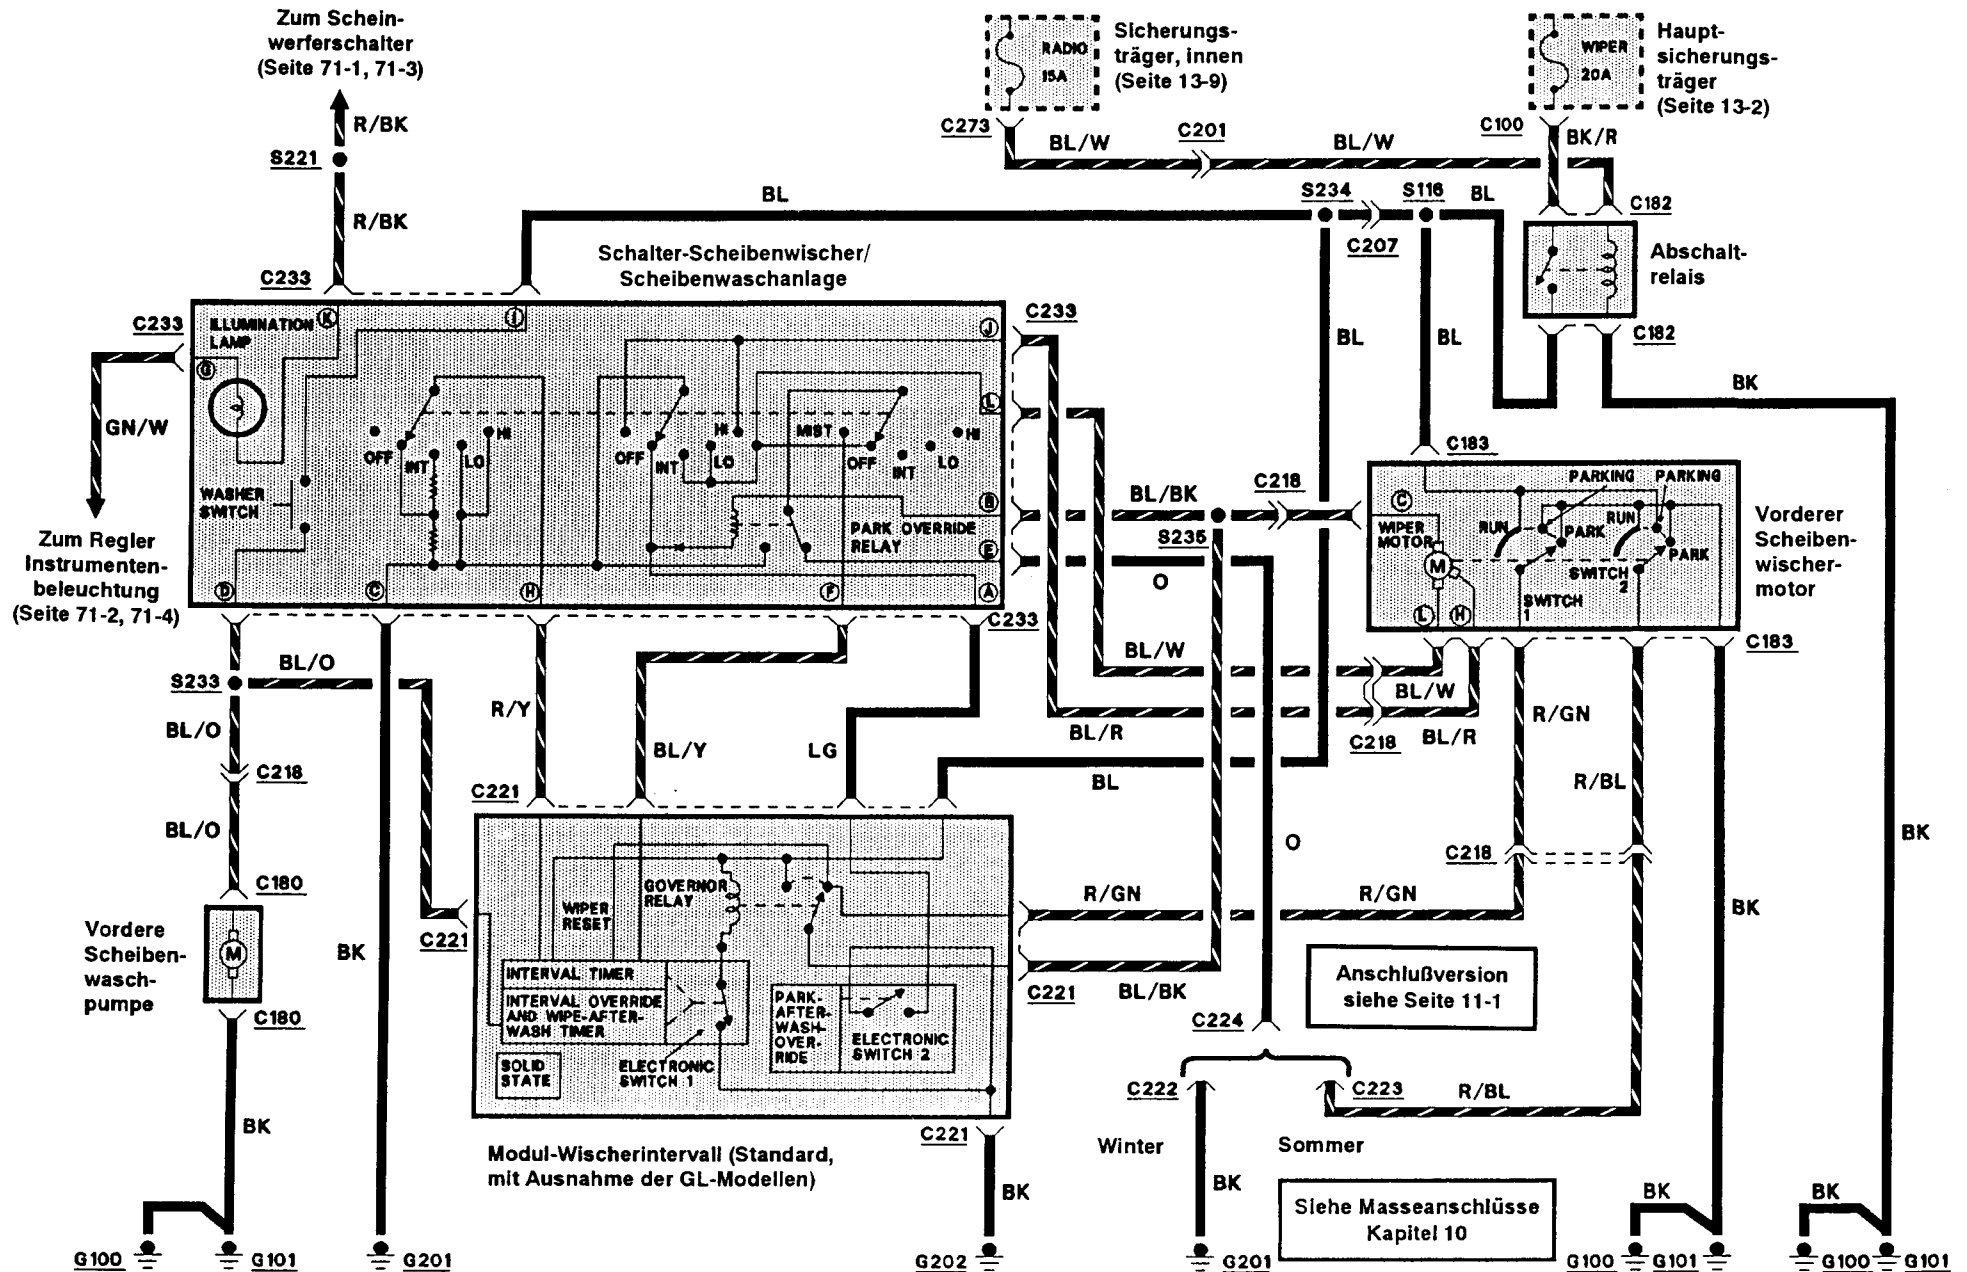 Zum Schein-
werferschalter
(Seite 71-1, 71-3)
R/BK
S221
R/BK
C233
RADIO
15A
Sicherungs-
träger, innen
(Seite 13-9)
WIPER
20A
Haupt-
sicherungs-
träger
(Seite 13-2)
C273
BL/W
C201
BL/W
C100
BK/R
BL
S234
S116
BL
C182
C207
Abschalt-
relais
C182
Schalter-Scheibenwischer/
Scheibenwaschanlage
C233
ILLUMINATION
LAMP
K
I
J
C233
G
GN/W
BL
BL
BK
L
OFF
INT
LO
HI
OFF
INT
LO
HI
MIST
OFF
INT
LO
HI
WASHER
SWITCH
PARK OVERRIDE
RELAY
B
E
D
C
H
F
A
C233
Zum Regler
Instrumenten-
beleuchtung
(Seite 71-2, 71-4)
BL/BK
C218
S235
O
C183
C
WIPER
MOTOR
M
PARKING
PARKING
RUN
PARK
RUN
PARK
SWITCH
1
SWITCH
2
L
H
C183
Vorderer
Scheiben-
wischer-
motor
BL/W
BL/W
BL/R
C218
BL/R
BL
S233
BL/O
BL/O
C218
BL/O
C180
R/Y
BL/Y
LG
C221
R/GN
R/BL
C218
O
BK
BK
Vordere
Scheiben-
wasch-
pumpe
M
C180
BK
BK
C221
GOVERNOR
RELAY
WIPER
RESET
INTERVAL TIMER
INTERVAL OVERRIDE
AND WIPE-AFTER-
WASH TIMER
SOLID
STATE
ELECTRONIC
SWITCH 1
PARK-
AFTER-
WASH-
OVER-
RIDE
ELECTRONIC
SWITCH 2
R/GN
R/GN
BL/BK
C221
C221
BK
Modul-Wischerintervall (Standard,
mit Ausnahme der GL-Modellen)
Anschlußversion
siehe Seite 11-1
C224
C222
C223
R/BL
Winter
Sommer
BK
Siehe Masseanschlüsse
Kapitel 10
BK
BK
G100
G101
G201
G202
G201
G100
G101
G100
G101